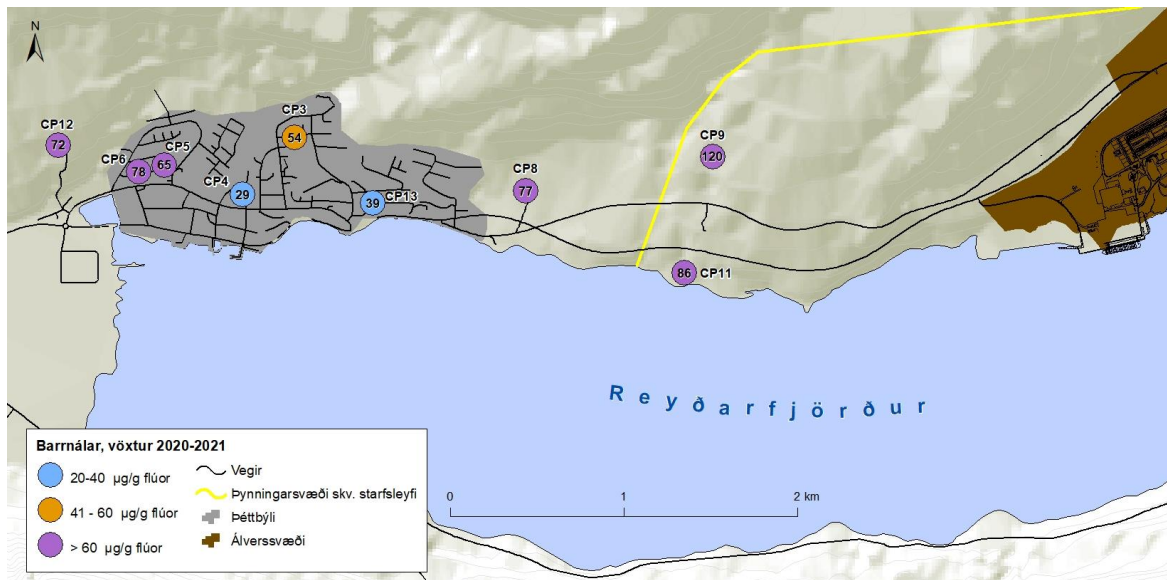 N
CP3
CP12
54
CP9
72
CP5
CP6
65
120
78
CP8
CP4
77
29
39
CP13
86
CP11
Reyðarfjörður
Barrnálar, vöxtur 2020-2021
20-40 µg/g flúor
41 - 60 µg/g flúor
> 60 µg/g flúor
Vegir
Þynningarsvæði skv. starfsleyfi
Þéttbýli
Álverssvæði
0 1 2 km